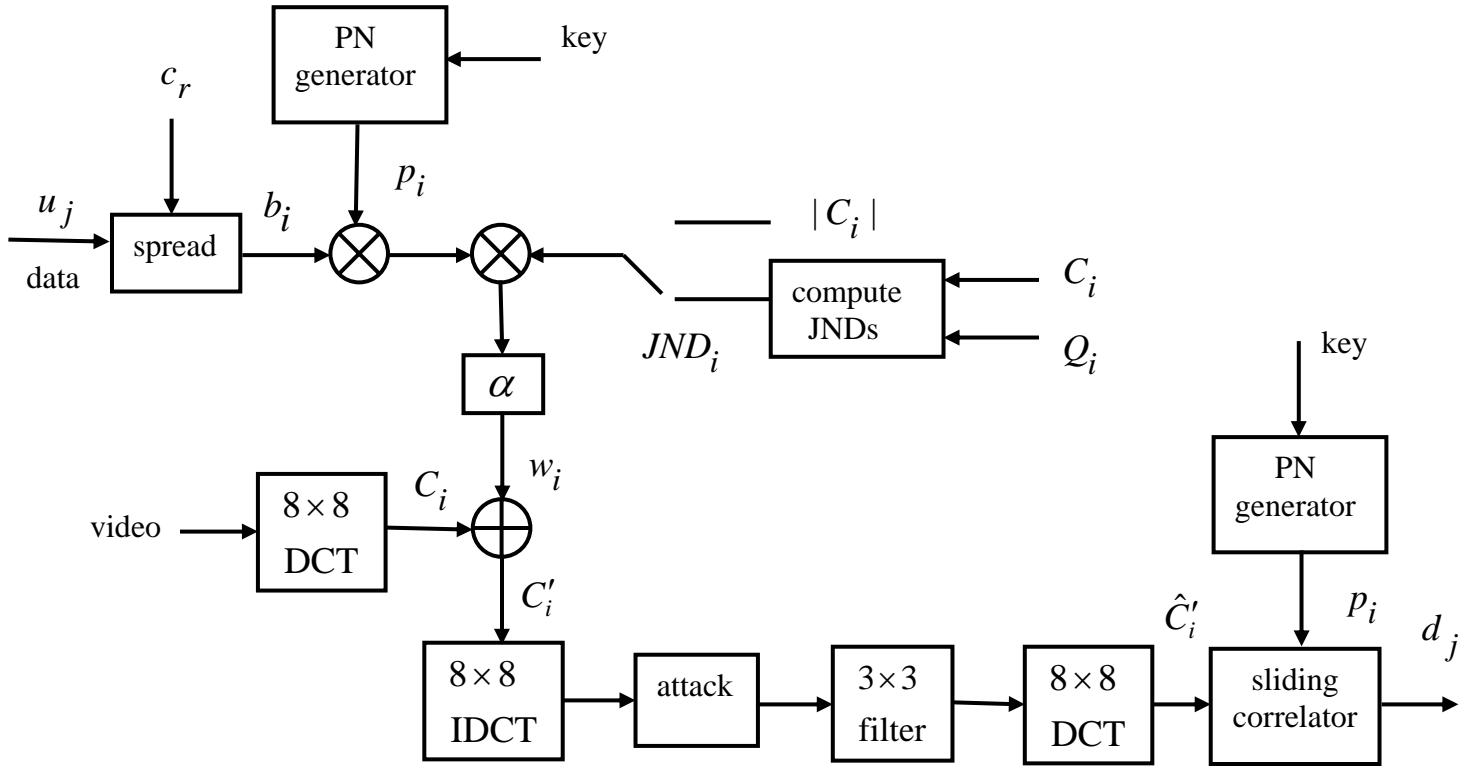 PN
generator
key
c_r
p_i
u_j
data
spread
b_i
|C_i|
compute
JNDs
C_i
Q_i
JND_i
α
key
PN
generator
w_i
C_i
video
8×8
DCT
C'_i
Ĉ'_i
p_i
d_j
8×8
IDCT
attack
3×3
filter
8×8
DCT
sliding
correlator